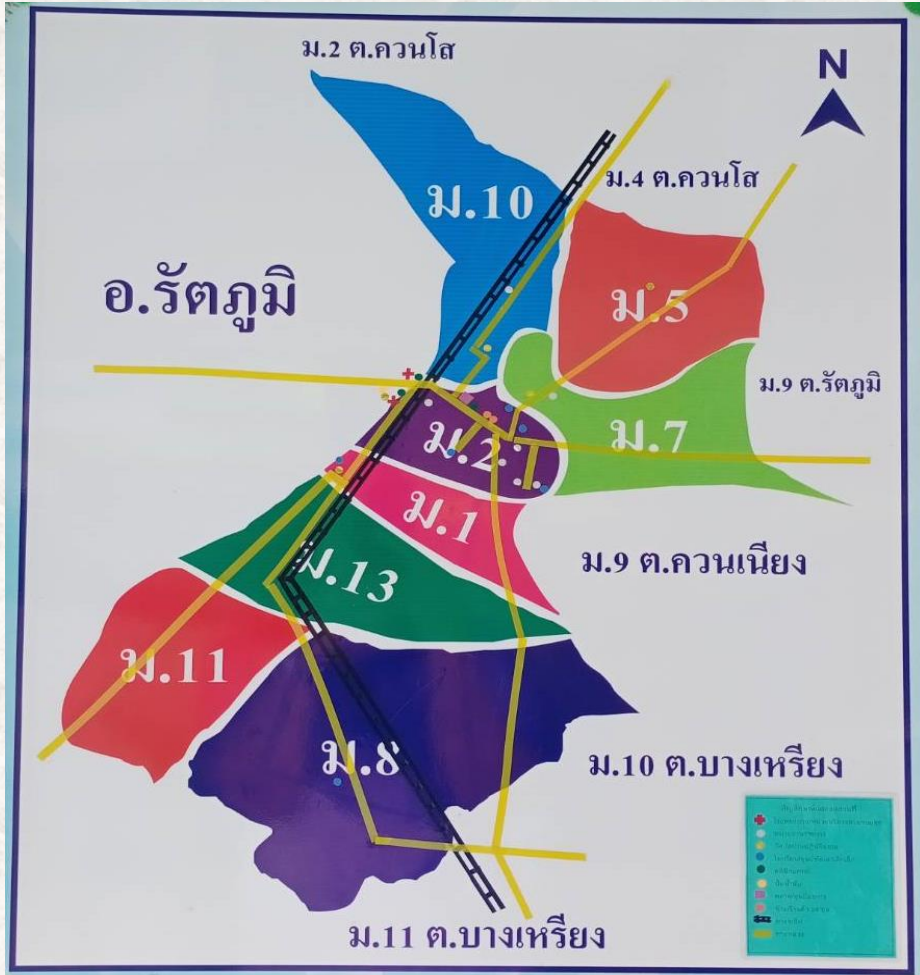 ม.2 ต.ควนโส
N
ม.4 ต.ควนโส
ม.10
อ.รัตภูมิ
ม.5
ม.9 ต.รัตภูมิ
ม.7
ม.2
ม.1
ม.9 ต.ควนเนียง
ม.13
ม.11
ม.8
ม.10 ต.บางเหรียง
ม.11 ต.บางเหรียง